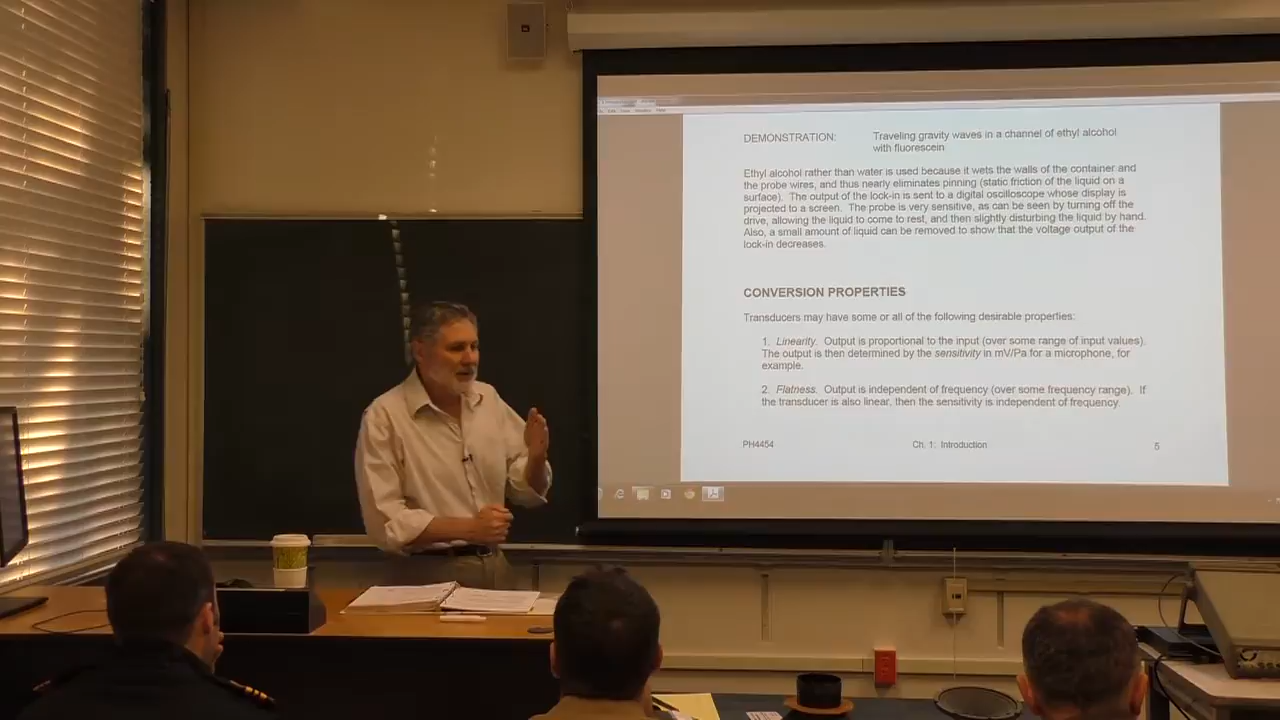 DEMONSTRATION: Traveling gravity waves in a channel of ethyl alcohol
with fluorescein
Ethyl alcohol rather than water is used because it wets the walls of the container and
the probe wires, and thus nearly eliminates pinning (static friction of the liquid on a
surface). The output of the lock-in is sent to a digital oscilloscope whose display is
projected to a screen. The probe is very sensitive, as can be seen by turning off the
drive, allowing the liquid to come to rest, and then slightly disturbing the liquid by hand.
Also, a small amount of liquid can be removed to show that the voltage output of the
lock-in decreases.
CONVERSION PROPERTIES
Transducers may have some or all of the following desirable properties:
1. Linearity. Output is proportional to the input (over some range of input values).
The output is then determined by the sensitivity in mV/Pa for a microphone, for
example.
2. Flatness. Output is independent of frequency (over some frequency range). If
the transducer is also linear, then the sensitivity is independent of frequency.
PH4454 Ch. 1: Introduction 5